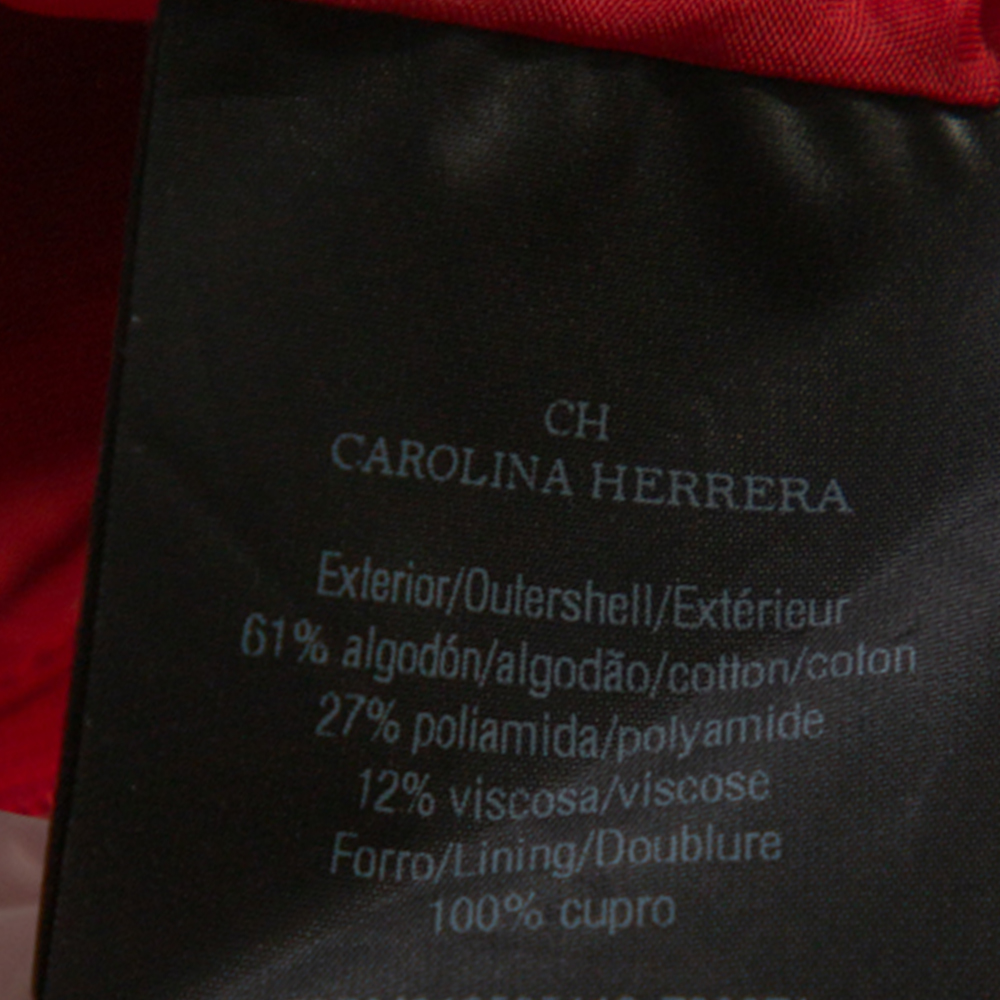 CH
CAROLINA HERRERA
Exterior/Outershell/Extérieur
61% algodón/algodão/cotton/coton
27% poliamida/polyamide
12% viscosa/viscose
Forro/Lining/Doublure
100% cupro